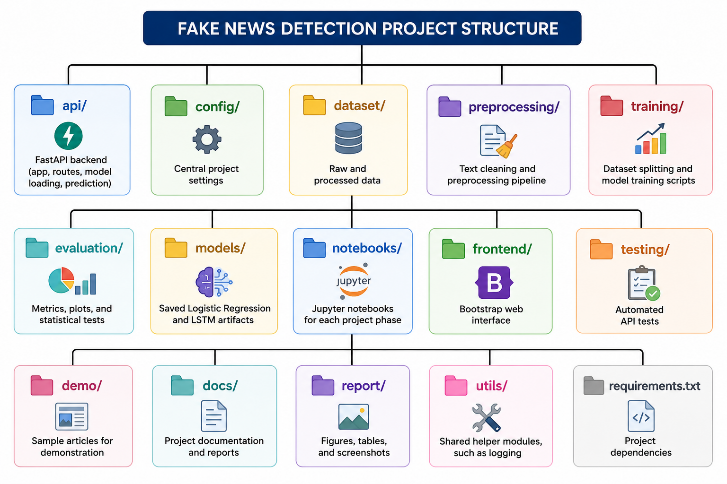 FAKE NEWS DETECTION PROJECT STRUCTURE
api/
FastAPI backend
(app, routes, model
loading, prediction)
config/
Central project
settings
dataset/
Raw and
processed data
preprocessing/
Text cleaning and
preprocessing pipeline
training/
Dataset splitting and
model training scripts
evaluation/
Metrics, plots, and
statistical tests
models/
Saved Logistic Regression
and LSTM artifacts
notebooks/
jupyter
Jupyter notebooks
for each project phase
frontend/
B
Bootstrap web
interface
testing/
Automated
API tests
demo/
Sample articles for
demonstration
docs/
Project documentation
and reports
report/
Figures, tables,
and screenshots
utils/
Shared helper modules,
such as logging
requirements.txt
</>
Project
dependencies